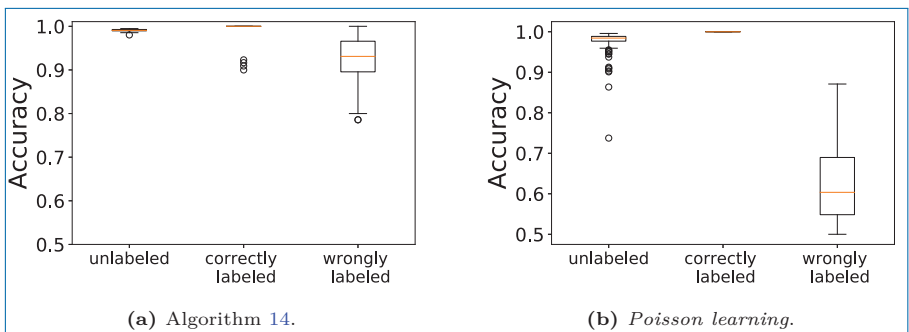 Accuracy
1.0
0.9
0.8
0.7
0.6
0.5
unlabeled
correctly
labeled
wrongly
labeled
(a) Algorithm 14.
Accuracy
1.0
0.9
0.8
0.7
0.6
0.5
unlabeled
correctly
labeled
wrongly
labeled
(b) Poisson learning.